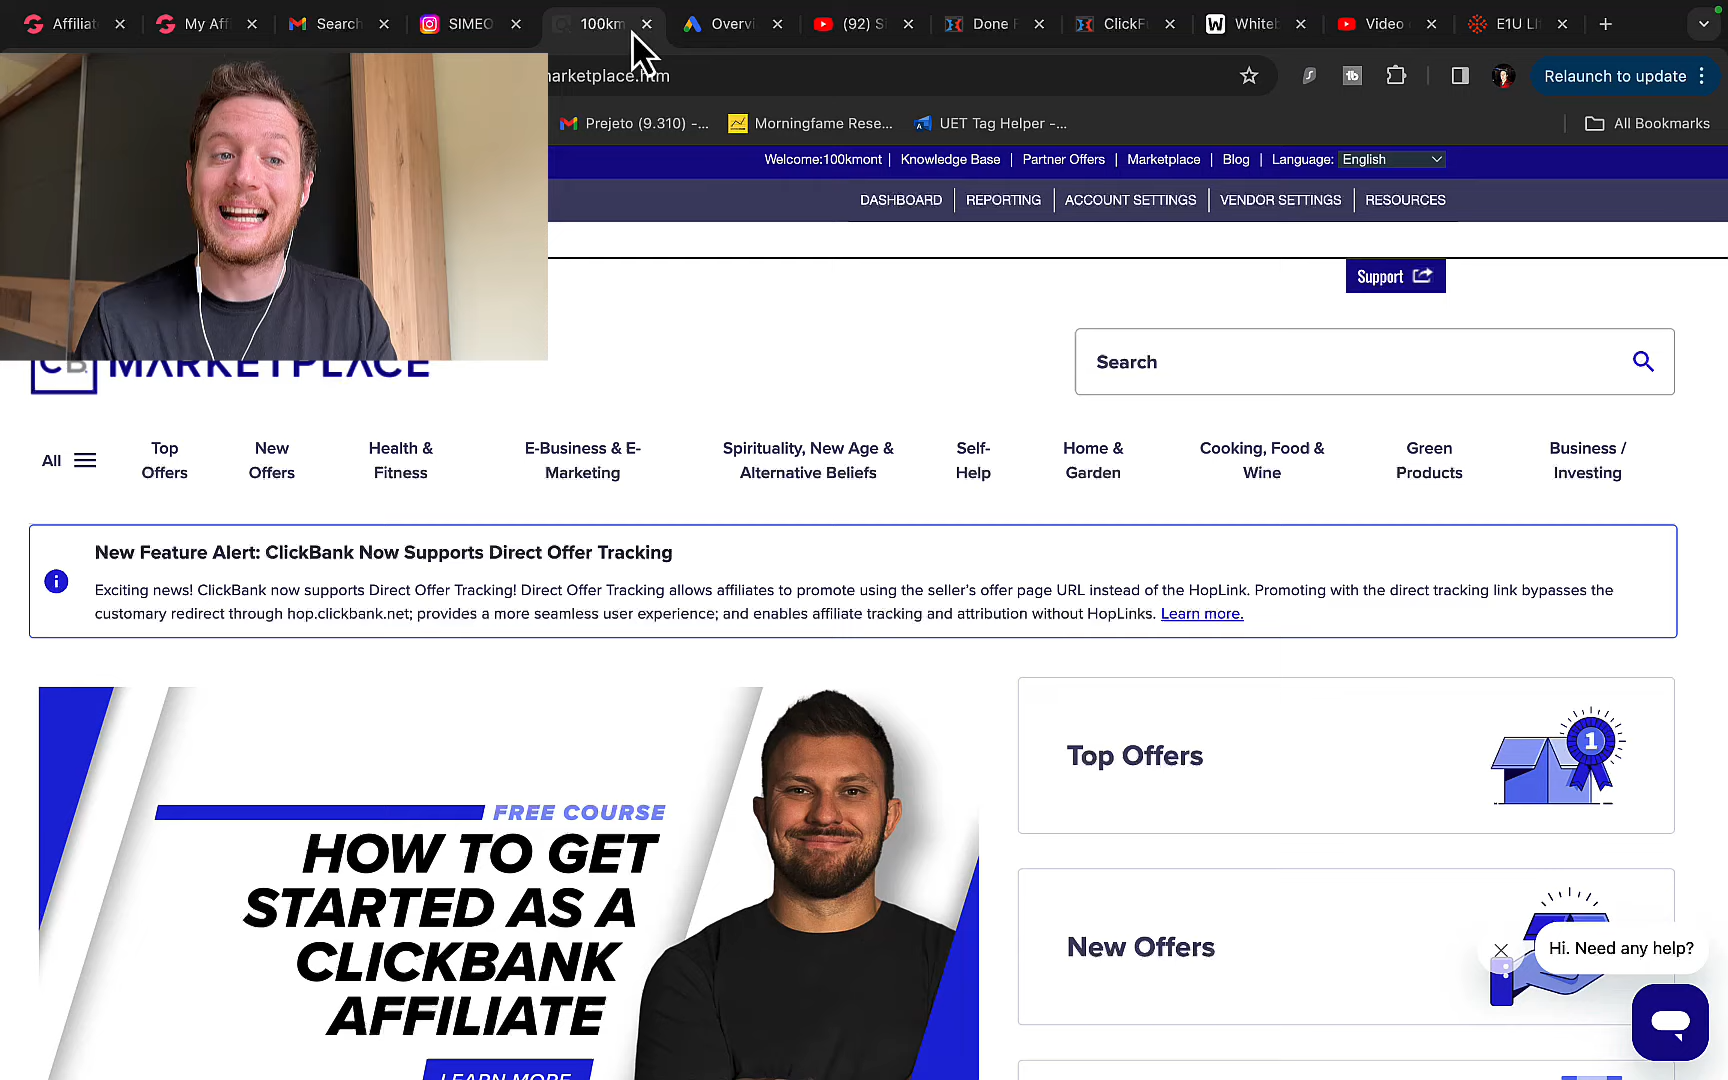 Affiliat
My Aff
Search
SIMEO
100km
Overvi
(92) S
Done F
ClickF
Whiteb
Video
E1U LI
arketplace.htm
Relaunch to update
Prejeto (9.310) -...
Morningfame Rese...
UET Tag Helper -...
All Bookmarks
Welcome:100kmont | Knowledge Base | Partner Offers | Marketplace | Blog | Language: English
DASHBOARD | REPORTING | ACCOUNT SETTINGS | VENDOR SETTINGS | RESOURCES
Support
CB MARKETPLACE
Search
All
Top
Offers
New
Offers
Health &
Fitness
E-Business & E-
Marketing
Spirituality, New Age &
Alternative Beliefs
Self-
Help
Home &
Garden
Cooking, Food &
Wine
Green
Products
Business /
Investing
New Feature Alert: ClickBank Now Supports Direct Offer Tracking
Exciting news! ClickBank now supports Direct Offer Tracking! Direct Offer Tracking allows affiliates to promote using the seller's offer page URL instead of the HopLink. Promoting with the direct tracking link bypasses the
customary redirect through hop.clickbank.net; provides a more seamless user experience; and enables affiliate tracking and attribution without HopLinks. Learn more.
FREE COURSE
HOW TO GET
STARTED AS A
CLICKBANK
AFFILIATE
LEARN MORE
Top Offers
1
New Offers
Hi. Need any help?